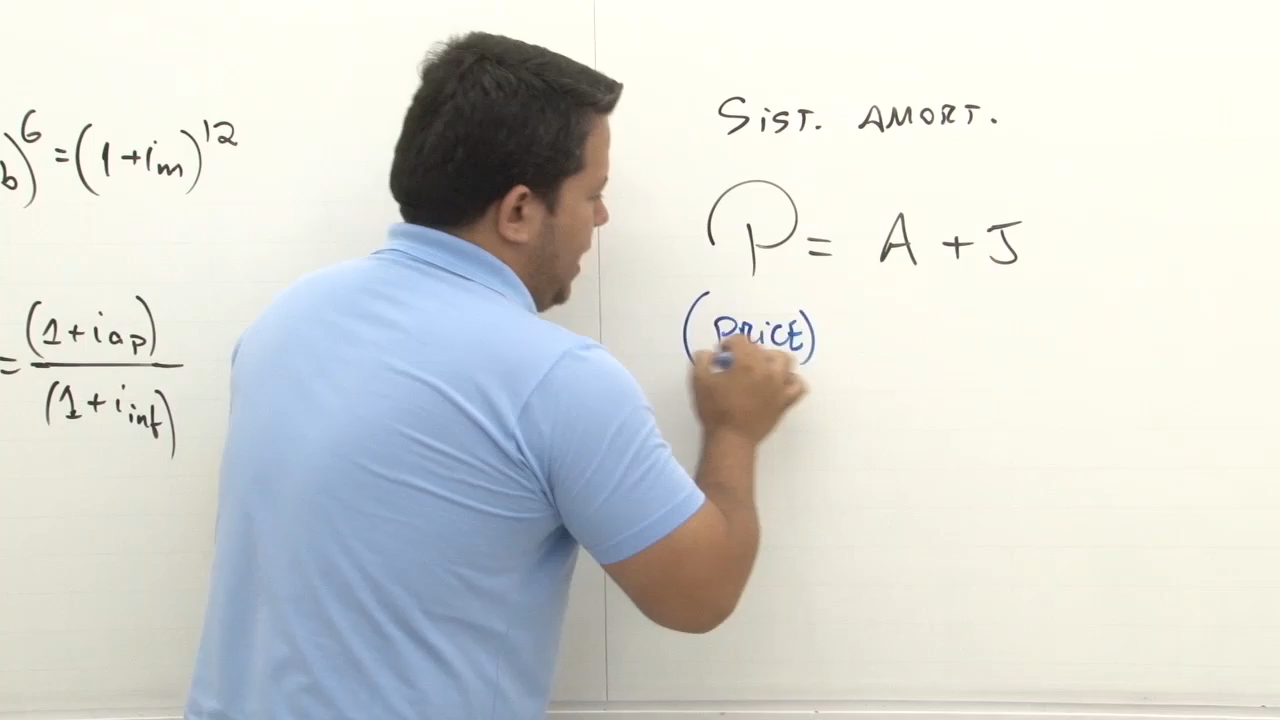 b)^6 = (1 + i_m)^12
= (1 + i_ap) / (1 + i_inf)
Sist. AMORT.
P = A + J
(PRICE)